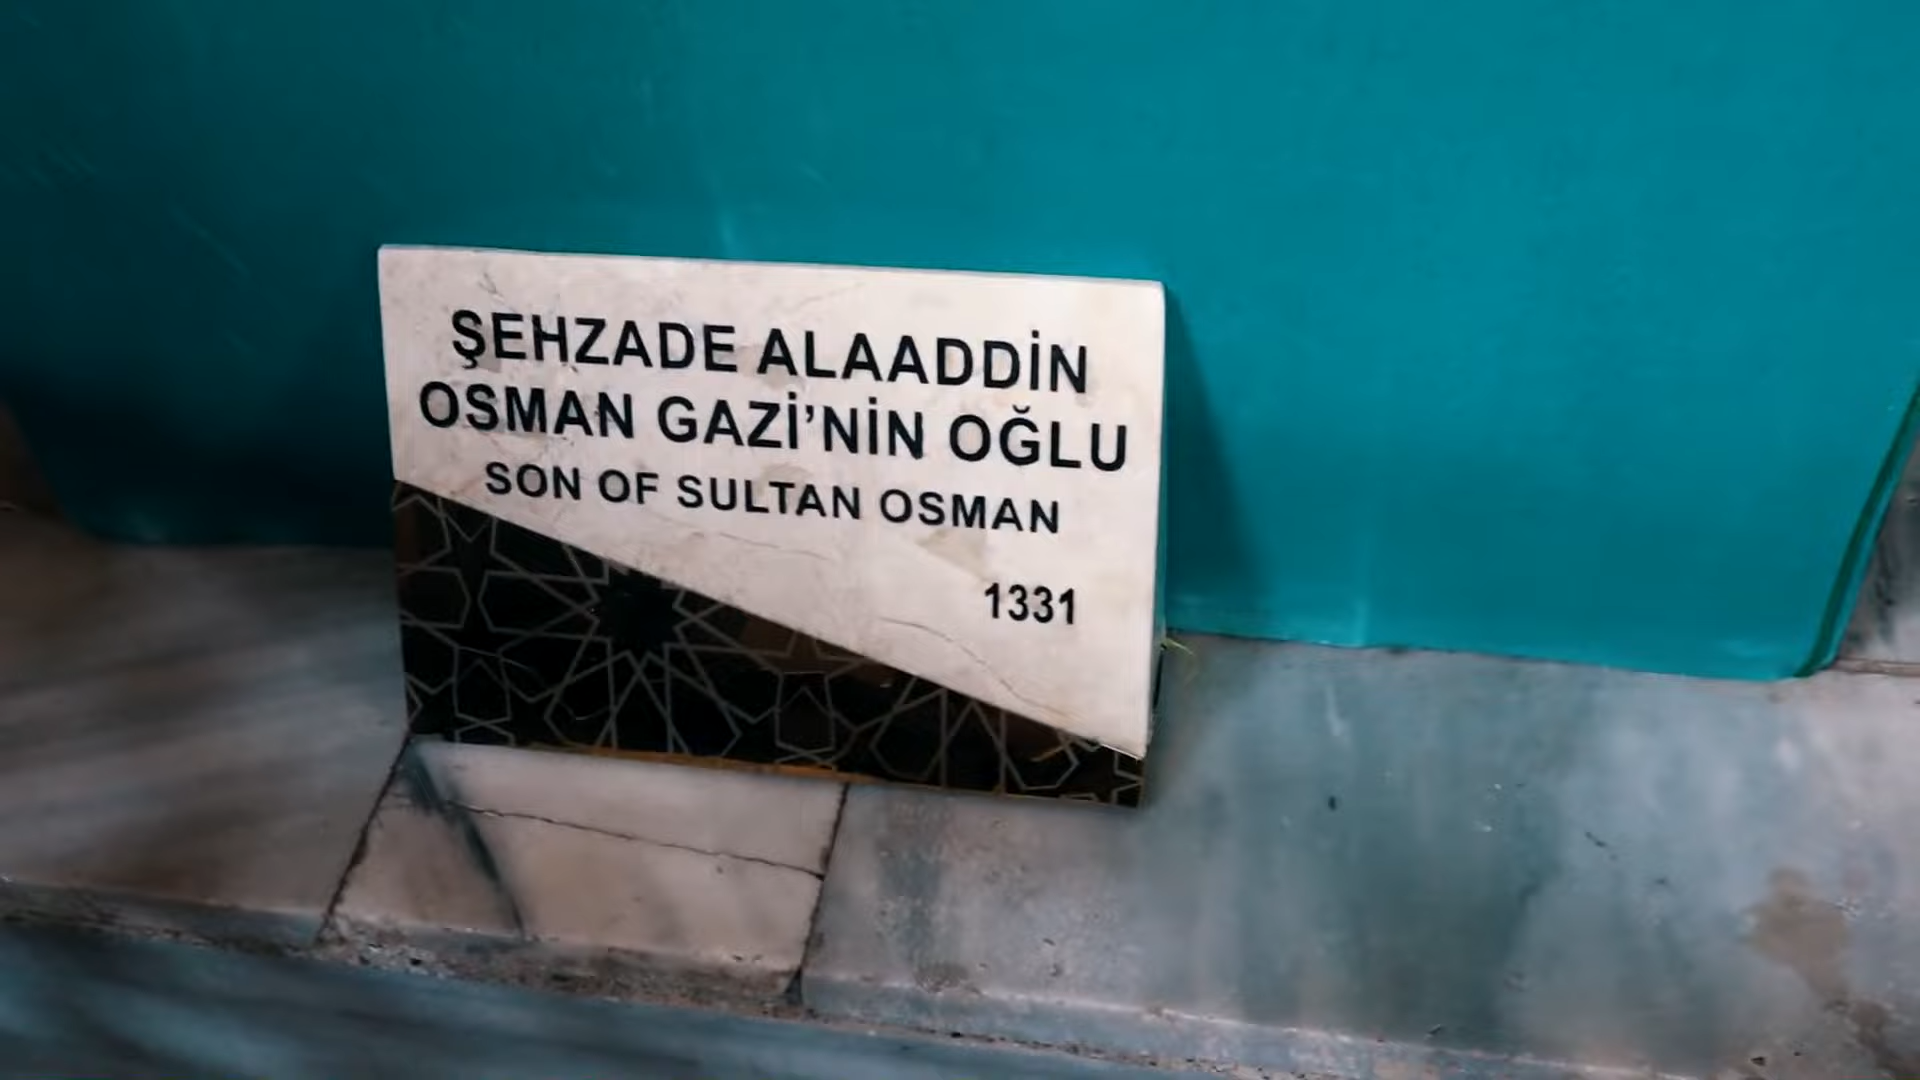 ŞEHZADE ALAADDİN
OSMAN GAZİ’NİN OĞLU
SON OF SULTAN OSMAN
1331